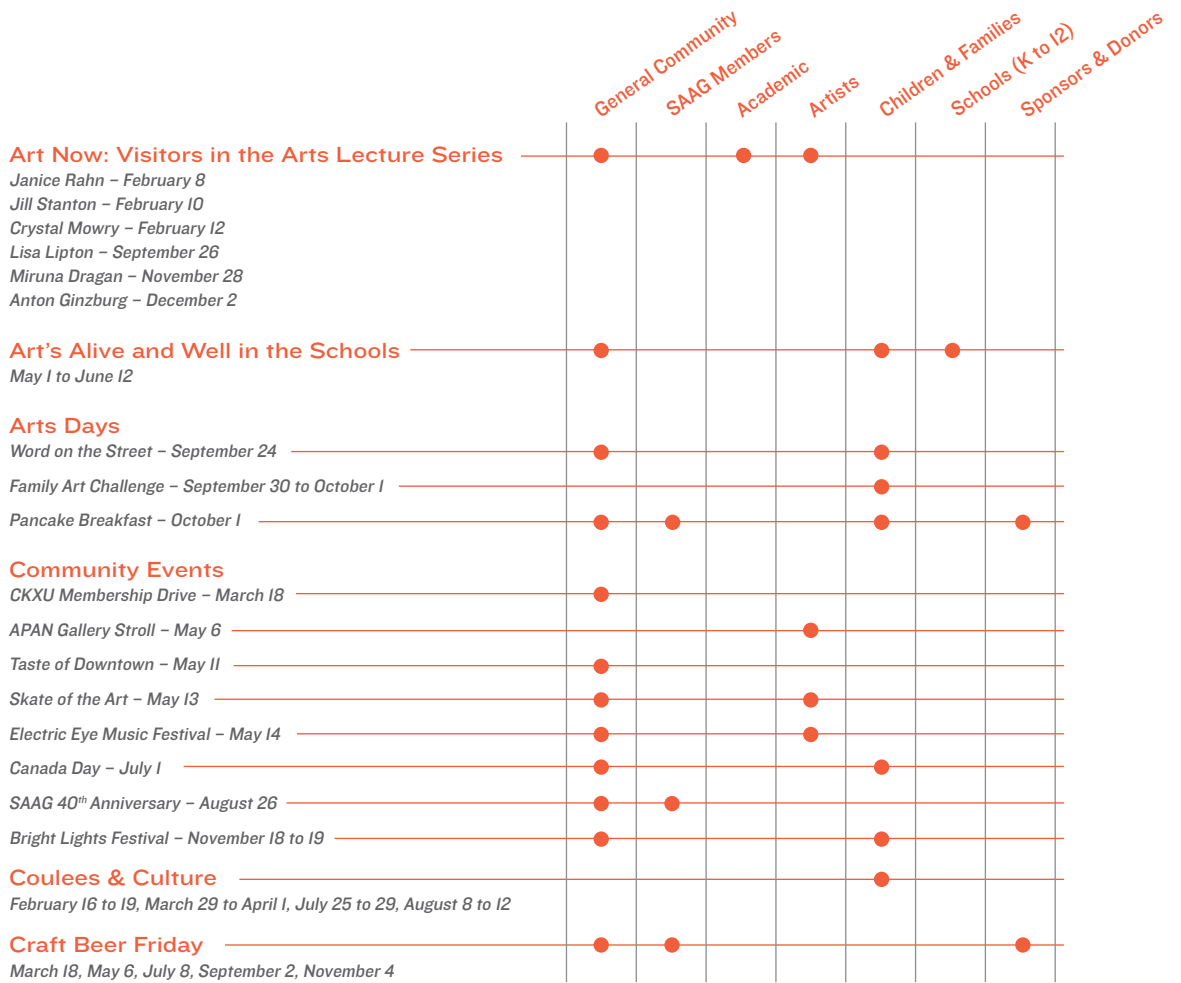 General Community
SAAG Members
Academic
Artists
Children & Families
Schools (K to 12)
Sponsors & Donors
Art Now: Visitors in the Arts Lecture Series
Janice Rahn – February 8
Jill Stanton – February 10
Crystal Mowry – February 12
Lisa Lipton – September 26
Miruna Dragan – November 28
Anton Ginzburg – December 2
Art’s Alive and Well in the Schools
May 1 to June 12
Arts Days
Word on the Street – September 24
Family Art Challenge – September 30 to October 1
Pancake Breakfast – October 1
Community Events
CKXU Membership Drive – March 18
APAN Gallery Stroll – May 6
Taste of Downtown – May 11
Skate of the Art – May 13
Electric Eye Music Festival – May 14
Canada Day – July 1
SAAG 40th Anniversary – August 26
Bright Lights Festival – November 18 to 19
Coulees & Culture
February 16 to 19, March 29 to April 1, July 25 to 29, August 8 to 12
Craft Beer Friday
March 18, May 6, July 8, September 2, November 4